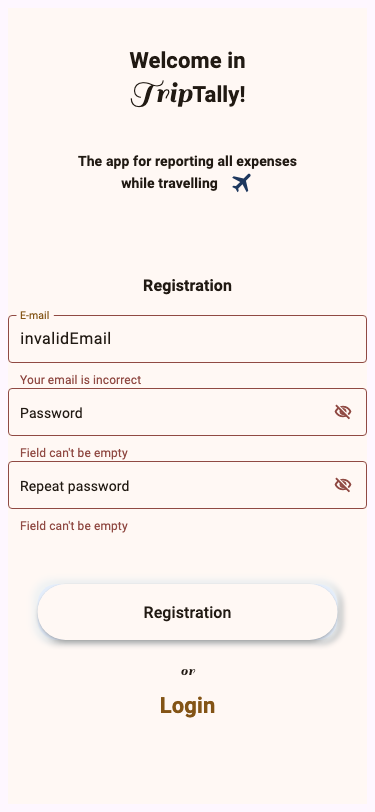 Welcome in
TripTally!
The app for reporting all expenses
while travelling
Registration
E-mail
invalidEmail
Your email is incorrect
Password
Field can't be empty
Repeat password
Field can't be empty
Registration
or
Login